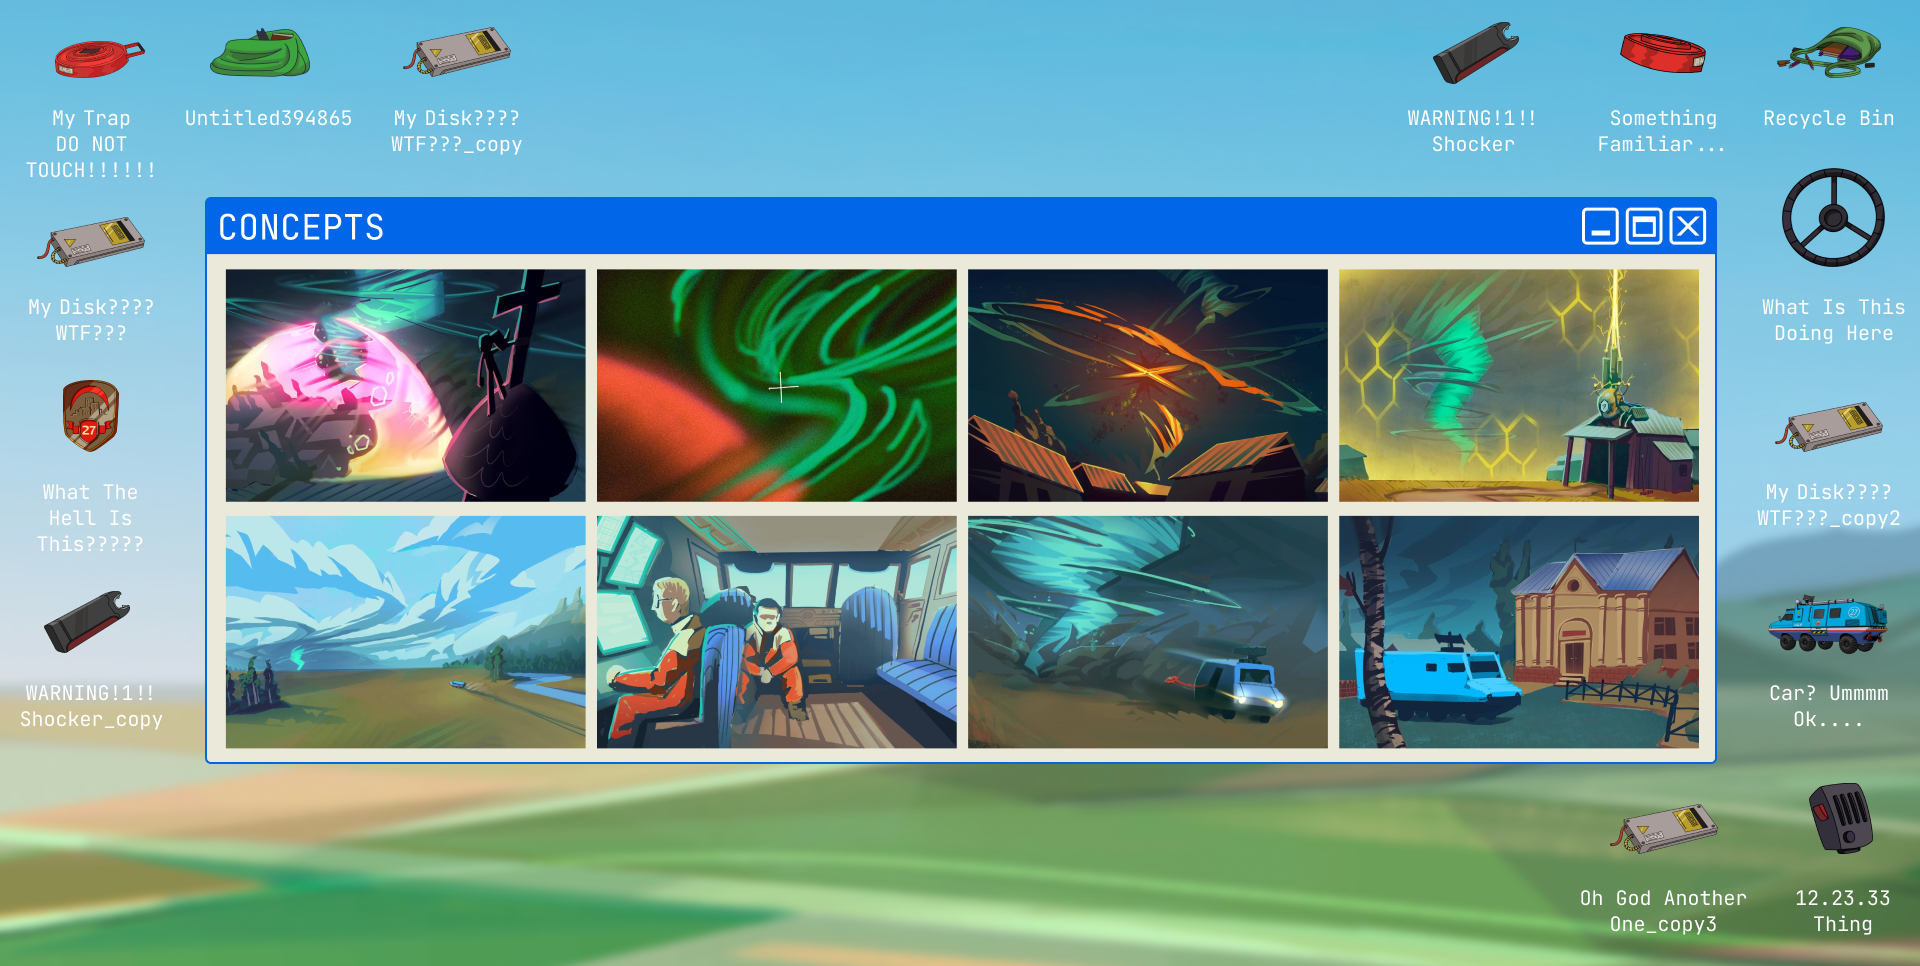 My Trap
DO NOT
TOUCH!!!!!!
Untitled394865
My Disk????
WTF???_copy
WARNING!1!!
Shocker
Something
Familiar...
Recycle Bin
CONCEPTS
My Disk????
WTF???
What Is This
Doing Here
27
What The
Hell Is
This?????
My Disk????
WTF???_copy2
WARNING!1!!
Shocker_copy
27
Car? Ummmm
Ok....
Oh God Another
One_copy3
12.23.33
Thing